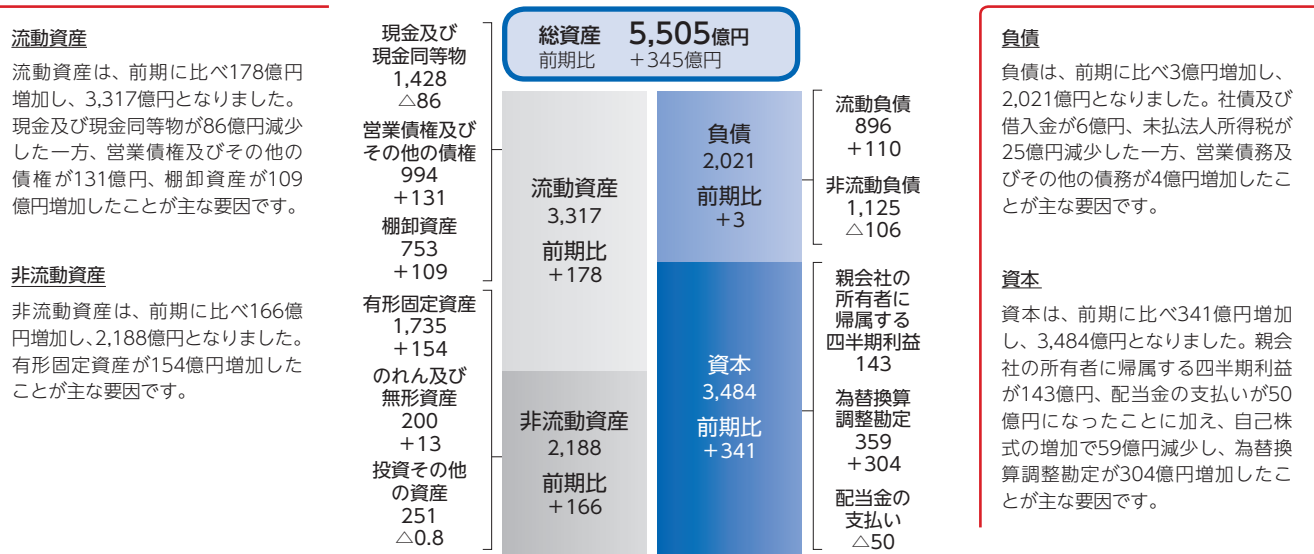 流動資産
流動資産は、前期に比べ178億円
増加し、3,317億円となりました。
現金及び現金同等物が86億円減少
した一方、営業債権及びその他の
債権が131億円、棚卸資産が109
億円増加したことが主な要因です。
非流動資産
非流動資産は、前期に比べ166億
円増加し、2,188億円となりました。
有形固定資産が154億円増加した
ことが主な要因です。
現金及び
現金同等物
1,428
△86
営業債権及び
その他の債権
994
+131
棚卸資産
753
+109
有形固定資産
1,735
+154
のれん及び
無形資産
200
+13
投資その他
の資産
251
△0.8
総資産 5,505億円
前期比 +345億円
流動資産
3,317
前期比
+178
非流動資産
2,188
前期比
+166
負債
2,021
前期比
+3
資本
3,484
前期比
+341
流動負債
896
+110
非流動負債
1,125
△106
親会社の
所有者に
帰属する
四半期利益
143
為替換算
調整勘定
359
+304
配当金の
支払い
△50
負債
負債は、前期に比べ3億円増加し、
2,021億円となりました。社債及び
借入金が6億円、未払法人所得税が
25億円減少した一方、営業債務及
びその他の債務が4億円増加したこ
とが主な要因です。
資本
資本は、前期に比べ341億円増加
し、3,484億円となりました。親会
社の所有者に帰属する四半期利益
が143億円、配当金の支払いが50
億円になったことに加え、自己株
式の増加で59億円減少し、為替換
算調整勘定が304億円増加したこ
とが主な要因です。